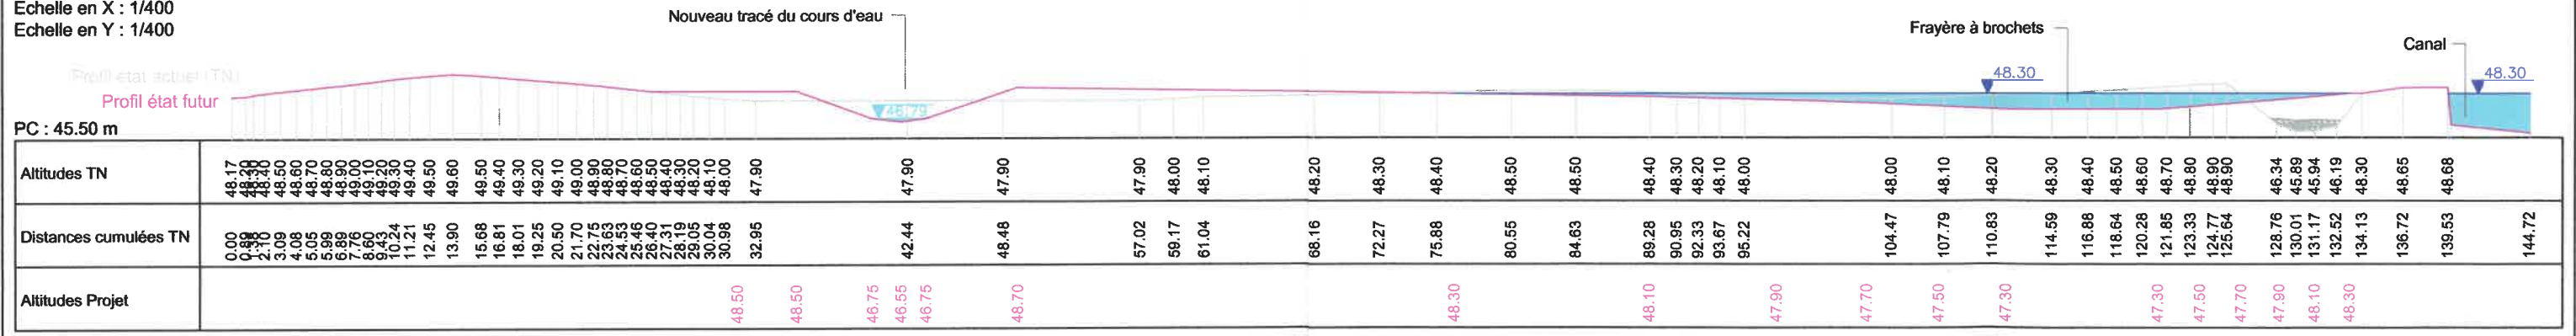 Echelle en X : 1/400
Echelle en Y : 1/400
Nouveau tracé du cours d'eau
Frayère à brochets
Canal
Profil état actuel (TN)
Profil état futur
46.79
48.30
48.30
PC : 45.50 m
Altitudes TN
48.17 48.20 48.30 48.40 48.50 48.60 48.70 48.80 48.90 49.00 49.10 49.20 49.30 49.40 49.50 49.60 49.50 49.40 49.30 49.20 49.10 49.00 48.90 48.80 48.70 48.60 48.50 48.40 48.30 48.20 48.10 48.00 47.90 47.90 47.90 47.90 48.00 48.10 48.20 48.30 48.40 48.50 48.50 48.40 48.30 48.20 48.10 48.00 48.00 48.10 48.20 48.30 48.40 48.50 48.60 48.70 48.80 48.90 48.90 46.34 45.89 45.94 46.19 48.30 48.65 48.68
Distances cumulées TN
0.00 1.38 2.10 3.09 4.08 5.05 5.99 6.89 7.76 8.60 9.43 10.24 11.21 12.45 13.90 15.68 16.81 18.01 19.25 20.50 21.70 22.75 23.63 24.53 25.46 26.40 27.31 28.19 29.05 30.04 30.98 32.95 42.44 48.48 57.02 59.17 61.04 68.16 72.27 75.88 80.55 84.63 89.28 90.95 92.33 93.67 95.22 104.47 107.79 110.83 114.59 116.88 118.64 120.28 121.85 123.33 124.77 125.64 128.76 130.01 131.17 132.52 134.13 136.72 139.53 144.72
Altitudes Projet
48.50 48.50 46.75 46.55 46.75 48.70 48.30 48.10 47.90 47.70 47.50 47.30 47.30 47.50 47.70 47.90 48.10 48.30